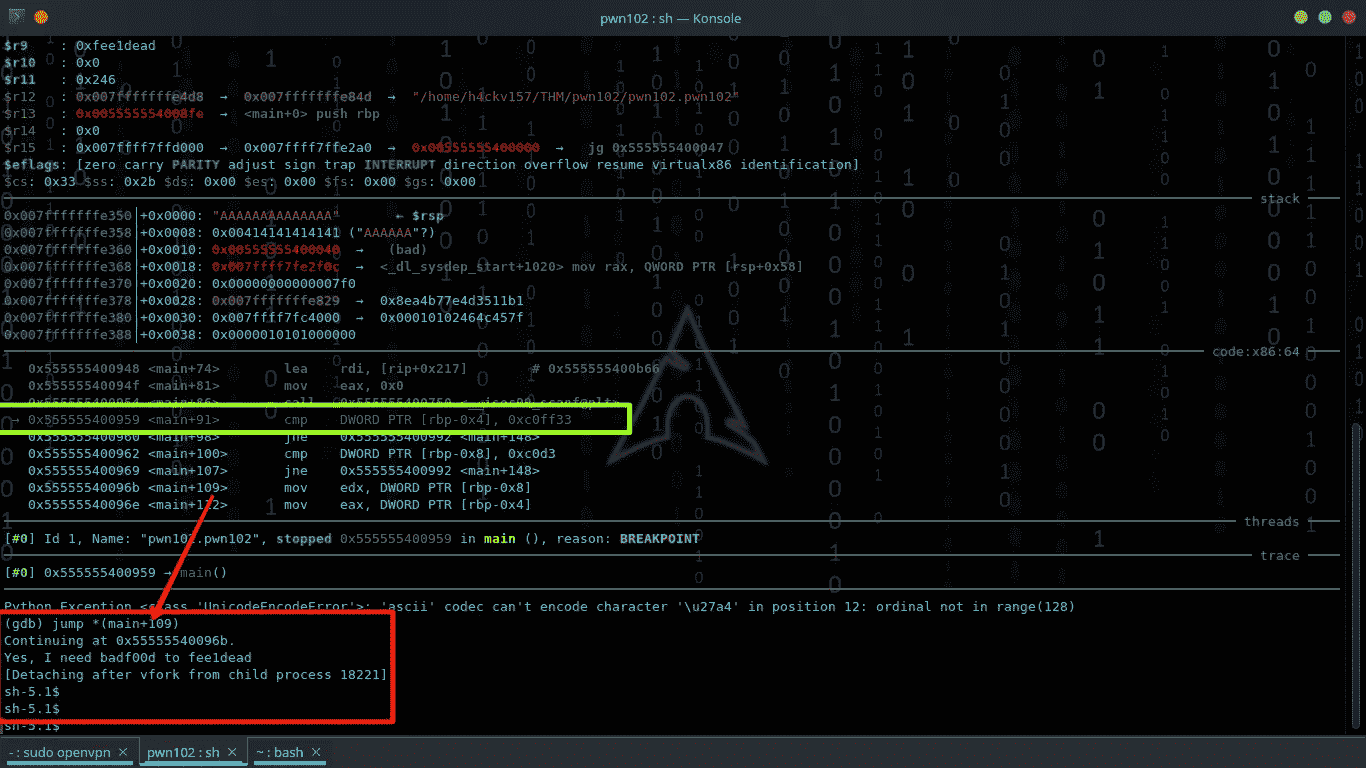 pwn102 : sh — Konsole
$r9    : 0xfee1dead
$r10   : 0x0
$r11   : 0x246
$r12   : 0x007fffffffe4d8  →  0x007fffffffe84d  →  "/home/h4ckv157/THM/pwn102/pwn102.pwn102"
$r13   : 0x005555554008fe  →  <main+0> push rbp
$r14   : 0x0
$r15   : 0x007ffff7ffd000  →  0x007ffff7ffe2a0  →  0x00555555400000  →   jg 0x555555400047
$eflags: [zero carry PARITY adjust sign trap INTERRUPT direction overflow resume virtualx86 identification]
$cs: 0x33 $ss: 0x2b $ds: 0x00 $es: 0x00 $fs: 0x00 $gs: 0x00
stack
0x007fffffffe350│+0x0000: "AAAAAAAAAAAAAAA"       ← $rsp
0x007fffffffe358│+0x0008: 0x00414141414141 ("AAAAAA"?)
0x007fffffffe360│+0x0010: 0x00555555400040  →   (bad)
0x007fffffffe368│+0x0018: 0x007ffff7fe2f0c  →  <_dl_sysdep_start+1020> mov rax, QWORD PTR [rsp+0x58]
0x007fffffffe370│+0x0020: 0x00000000000007f0
0x007fffffffe378│+0x0028: 0x007fffffffe829  →  0x8ea4b77e4d3511b1
0x007fffffffe380│+0x0030: 0x007ffff7fc4000  →  0x00010102464c457f
0x007fffffffe388│+0x0038: 0x0000010101000000
code:x86:64
0x555555400948 <main+74>        lea    rdi, [rip+0x217]        # 0x555555400b66
0x55555540094f <main+81>        mov    eax, 0x0
0x555555400954 <main+86>        call   0x555555400750 <__isoc99_scanf@plt>
→ 0x555555400959 <main+91>        cmp    DWORD PTR [rbp-0x4], 0xc0ff33
0x555555400960 <main+98>        jne    0x555555400992 <main+148>
0x555555400962 <main+100>       cmp    DWORD PTR [rbp-0x8], 0xc0d3
0x555555400969 <main+107>       jne    0x555555400992 <main+148>
0x55555540096b <main+109>       mov    edx, DWORD PTR [rbp-0x8]
0x55555540096e <main+112>       mov    eax, DWORD PTR [rbp-0x4]
threads
[#0] Id 1, Name: "pwn102.pwn102", stopped 0x555555400959 in main (), reason: BREAKPOINT
trace
[#0] 0x555555400959 → main()
Python Exception <class 'UnicodeEncodeError'>: 'ascii' codec can't encode character '\u27a4' in position 12: ordinal not in range(128)
(gdb) jump *(main+109)
Continuing at 0x55555540096b.
Yes, I need badf00d to fee1dead
[Detaching after vfork from child process 18221]
sh-5.1$
sh-5.1$
sh-5.1$
- : sudo openvpn
pwn102 : sh
~ : bash